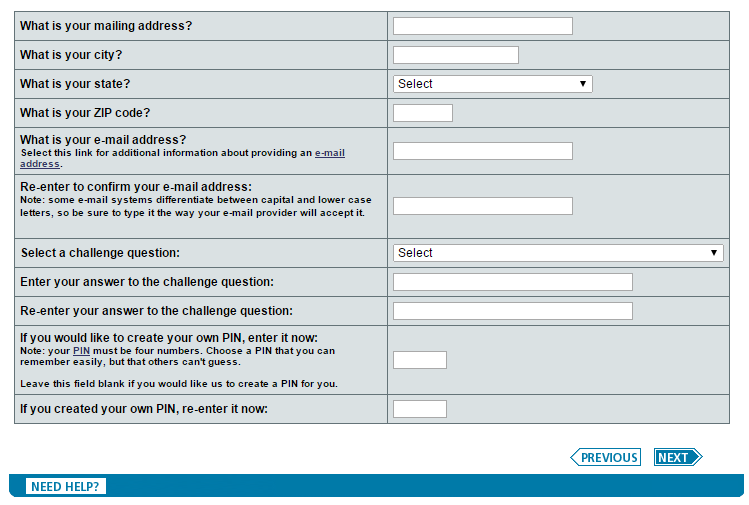 What is your mailing address?
What is your city?
What is your state?
Select
What is your ZIP code?
What is your e-mail address?
Select this link for additional information about providing an e-mail
address.
Re-enter to confirm your e-mail address:
Note: some e-mail systems differentiate between capital and lower case
letters, so be sure to type it the way your e-mail provider will accept it.
Select a challenge question:
Select
Enter your answer to the challenge question:
Re-enter your answer to the challenge question:
If you would like to create your own PIN, enter it now:
Note: your PIN must be four numbers. Choose a PIN that you can
remember easily, but that others can't guess.
Leave this field blank if you would like us to create a PIN for you.
If you created your own PIN, re-enter it now:
PREVIOUS
NEXT
NEED HELP?